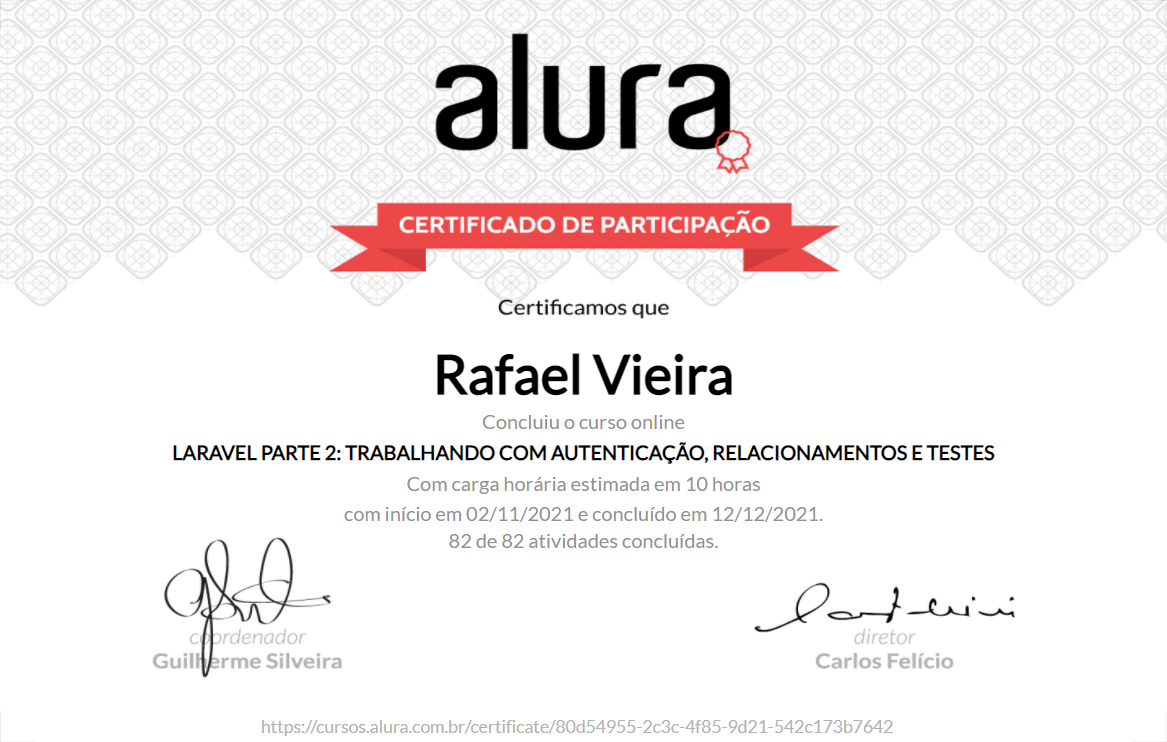 alura
CERTIFICADO DE PARTICIPAÇÃO
Certificamos que
Rafael Vieira
Concluiu o curso online
LARAVEL PARTE 2: TRABALHANDO COM AUTENTICAÇÃO, RELACIONAMENTOS E TESTES
Com carga horária estimada em 10 horas
com início em 02/11/2021 e concluído em 12/12/2021.
82 de 82 atividades concluídas.
coordenador
Guilherme Silveira
diretor
Carlos Felício
https://cursos.alura.com.br/certificate/80d54955-2c3c-4f85-9d21-542c173b7642